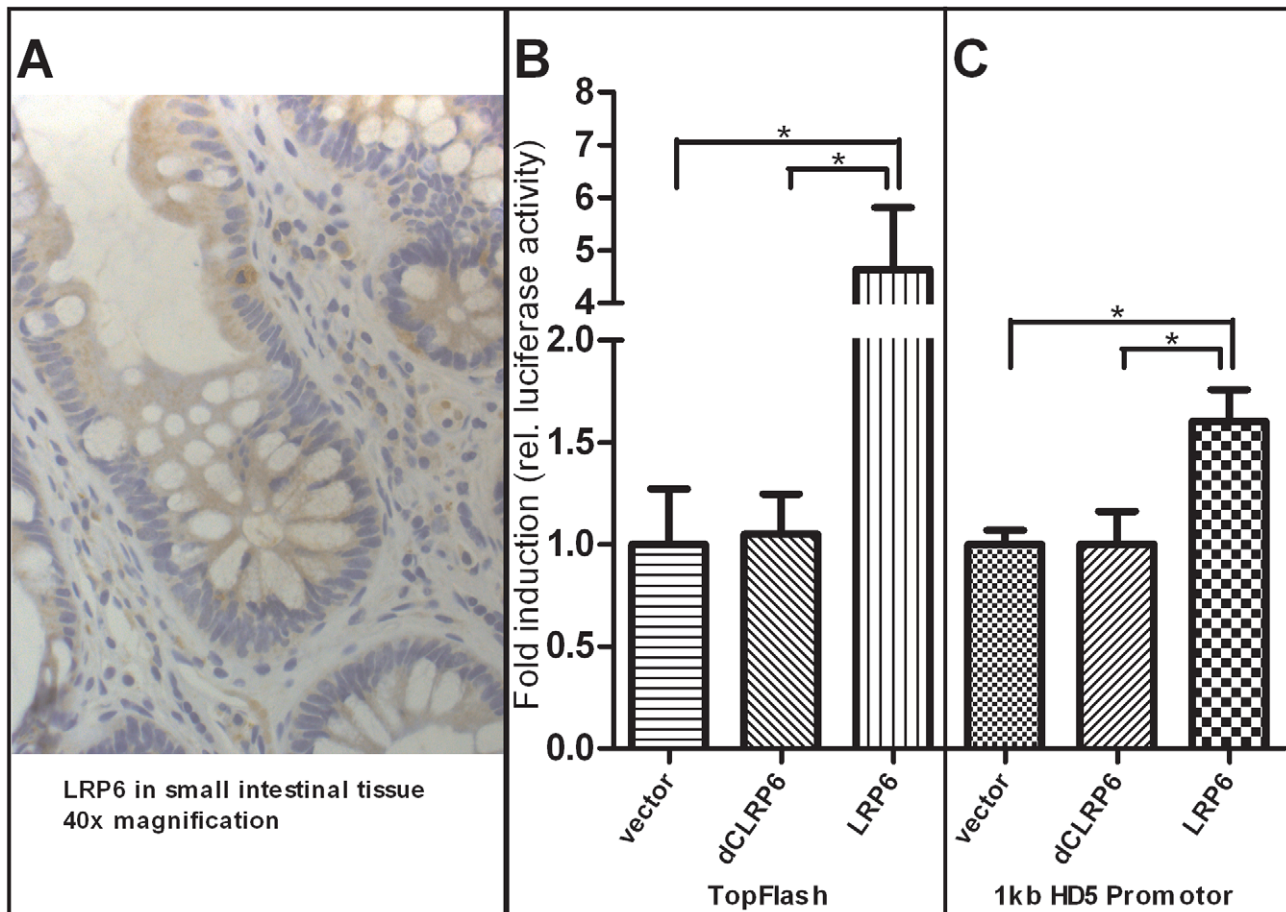 A
LRP6 in small intestinal tissue
40x magnification
B
Fold induction (rel. luciferase activity)
8
7
6
5
4
2.0
1.5
1.0
0.5
0.0
*
*
vector
dCLRP6
LRP6
TopFlash
C
*
*
vector
dCLRP6
LRP6
1kb HD5 Promotor